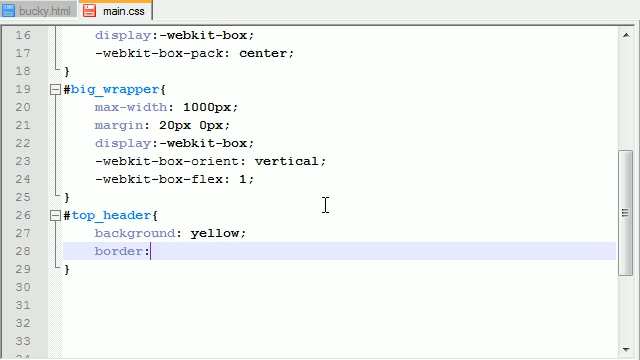 bucky.html main.css
16 display:-webkit-box;
17 -webkit-box-pack: center;
18 }
19 #big_wrapper{
20 max-width: 1000px;
21 margin: 20px 0px;
22 display:-webkit-box;
23 -webkit-box-orient: vertical;
24 -webkit-box-flex: 1;
25 }
26 #top_header{
27 background: yellow;
28 border:
29 }
30
31
32
33